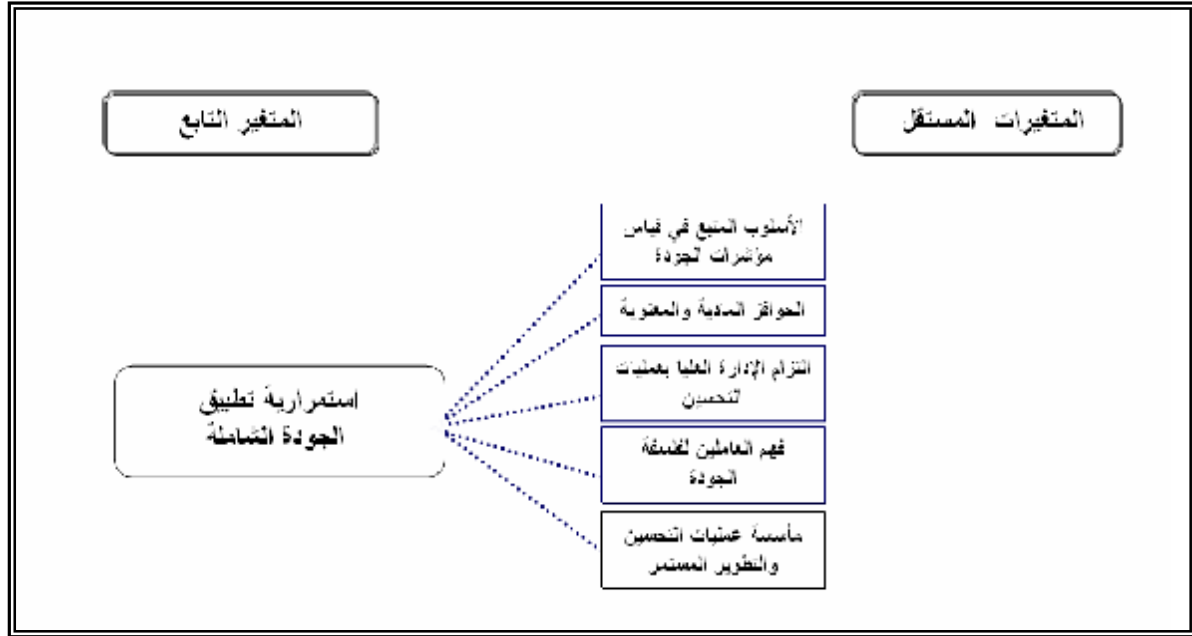 المتغيرات المستقل
المتغير التابع
الأسلوب المتبع في قياس
مؤشرات الجودة
الحوافز المادية والمعنوية
التزام الإدارة العليا بعمليات
التحسين
فهم العاملين لفلسفة
الجودة
مأسسة عمليات التحسين
والتطوير المستمر
استمرارية تطبيق
الجودة الشاملة